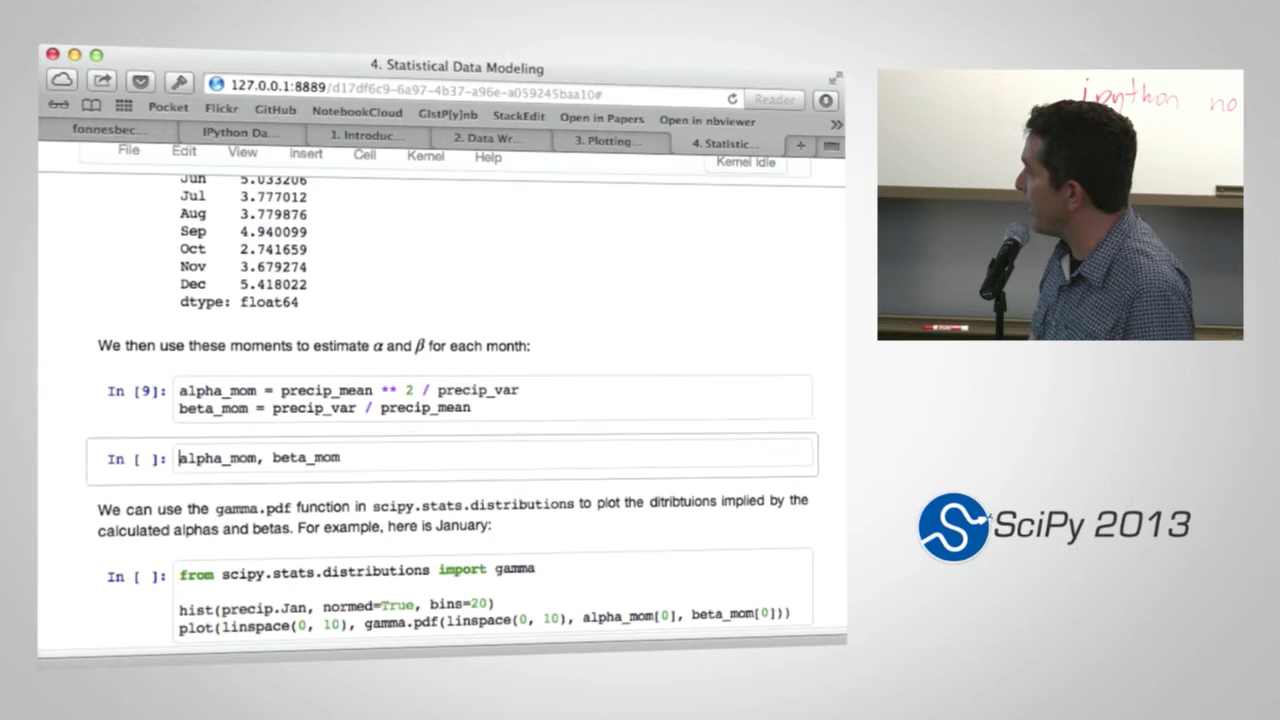 4. Statistical Data Modeling
127.0.0.1:8889/d17df6c9-6a97-4b37-a96e-a059245baa10#
Reader
Pocket Flickr GitHub NotebookCloud GistP[y]nb StackEdit Open in Papers Open in nbviewer
fonnesbec... IPython Da... 1. Introduc... 2. Data Wr... 3. Plotting... 4. Statistic...
File Edit View Insert Cell Kernel Help
Kernel Idle
Jun 5.033206
Jul 3.777012
Aug 3.779876
Sep 4.940099
Oct 2.741659
Nov 3.679274
Dec 5.418022
dtype: float64
We then use these moments to estimate α and β for each month:
In [9]: alpha_mom = precip_mean ** 2 / precip_var
beta_mom = precip_var / precip_mean
In [ ]: alpha_mom, beta_mom
We can use the gamma.pdf function in scipy.stats.distributions to plot the ditribtuions implied by the
calculated alphas and betas. For example, here is January:
In [ ]: from scipy.stats.distributions import gamma
hist(precip.Jan, normed=True, bins=20)
plot(linspace(0, 10), gamma.pdf(linspace(0, 10), alpha_mom[0], beta_mom[0]))
ipython no
SciPy 2013